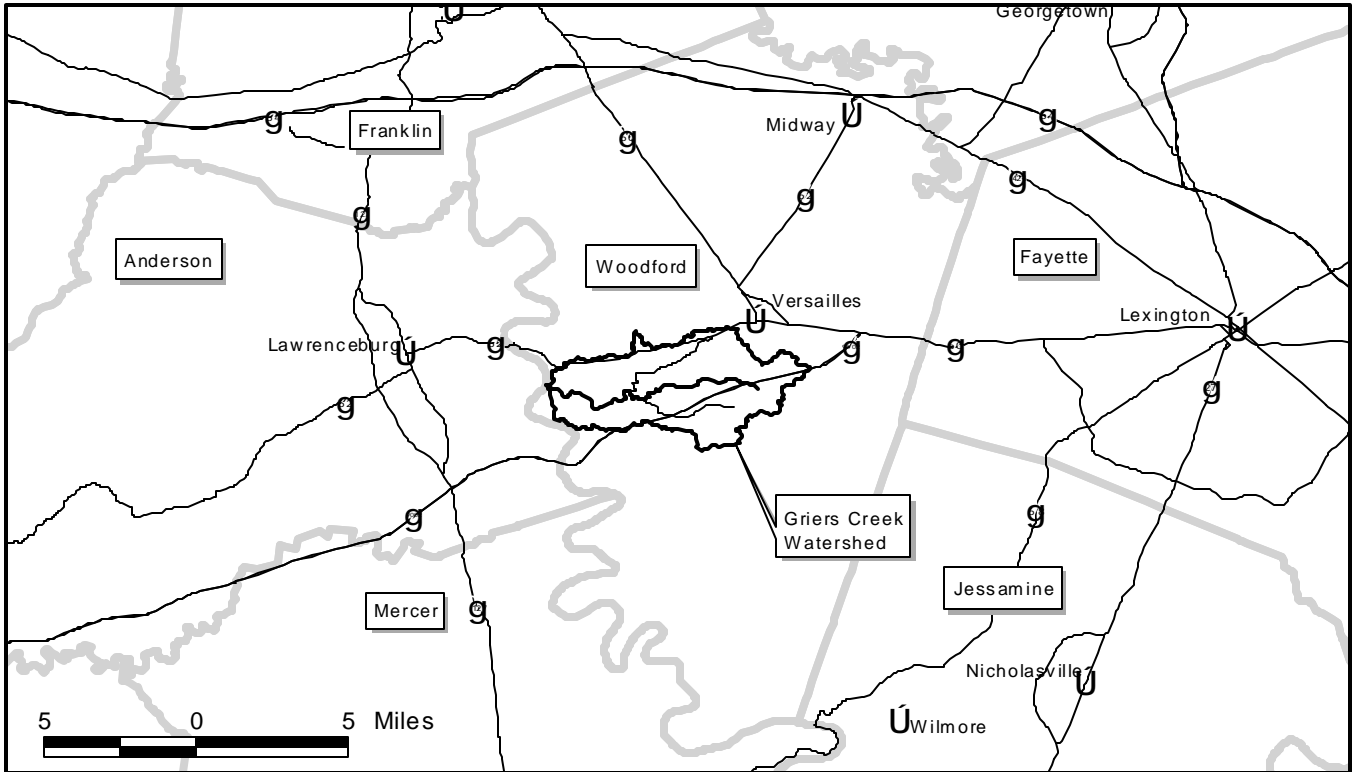 Georgetown
Franklin
Midway
Anderson
Woodford
Fayette
Versailles
Lexington
Lawrenceburg
Griers Creek
Watershed
Jessamine
Mercer
Nicholasville
Wilmore
5 0 5 Miles